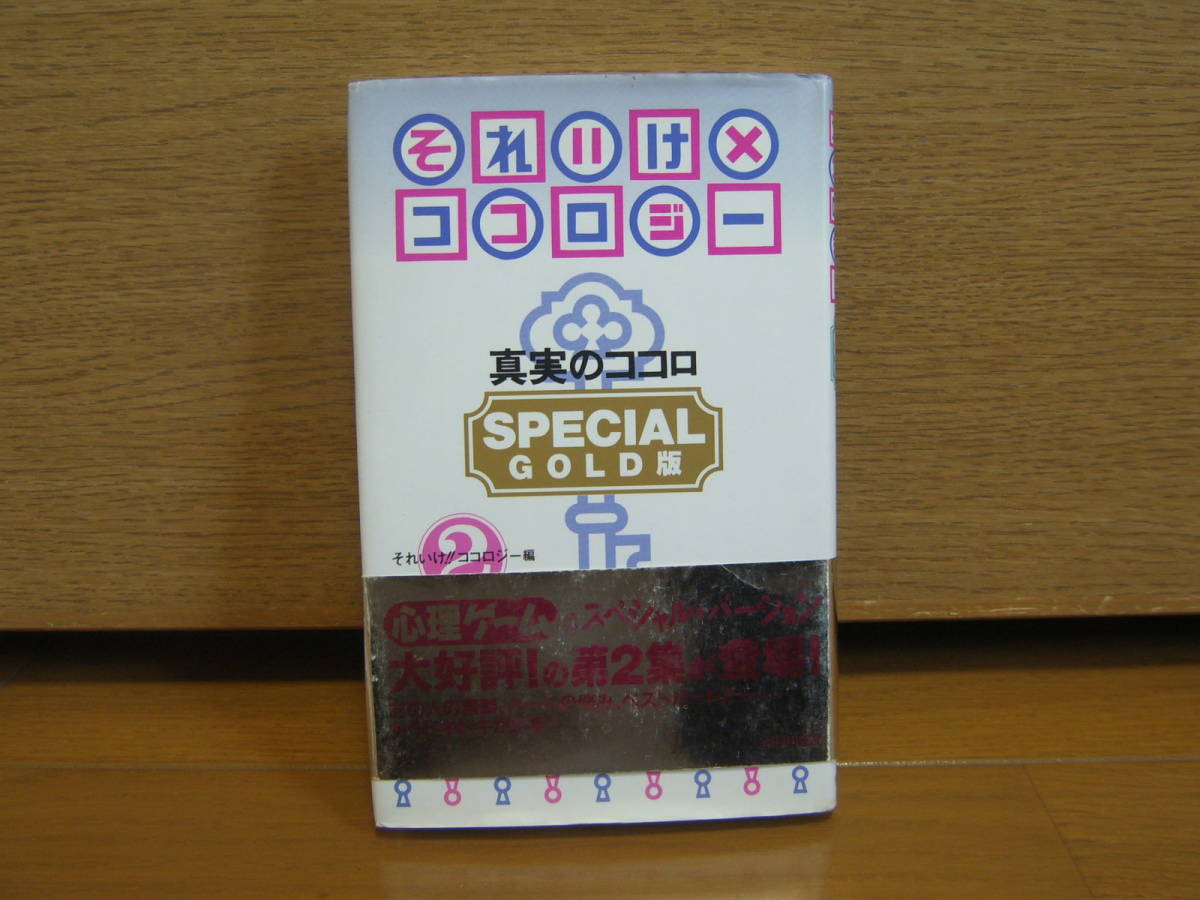 それいけ×
ココロジー
真実のココロ
SPECIAL
GOLD版
2
それいけ!!ココロジー編
心理ゲームのスペシャル・バージョン
大好評!の第2集が登場!